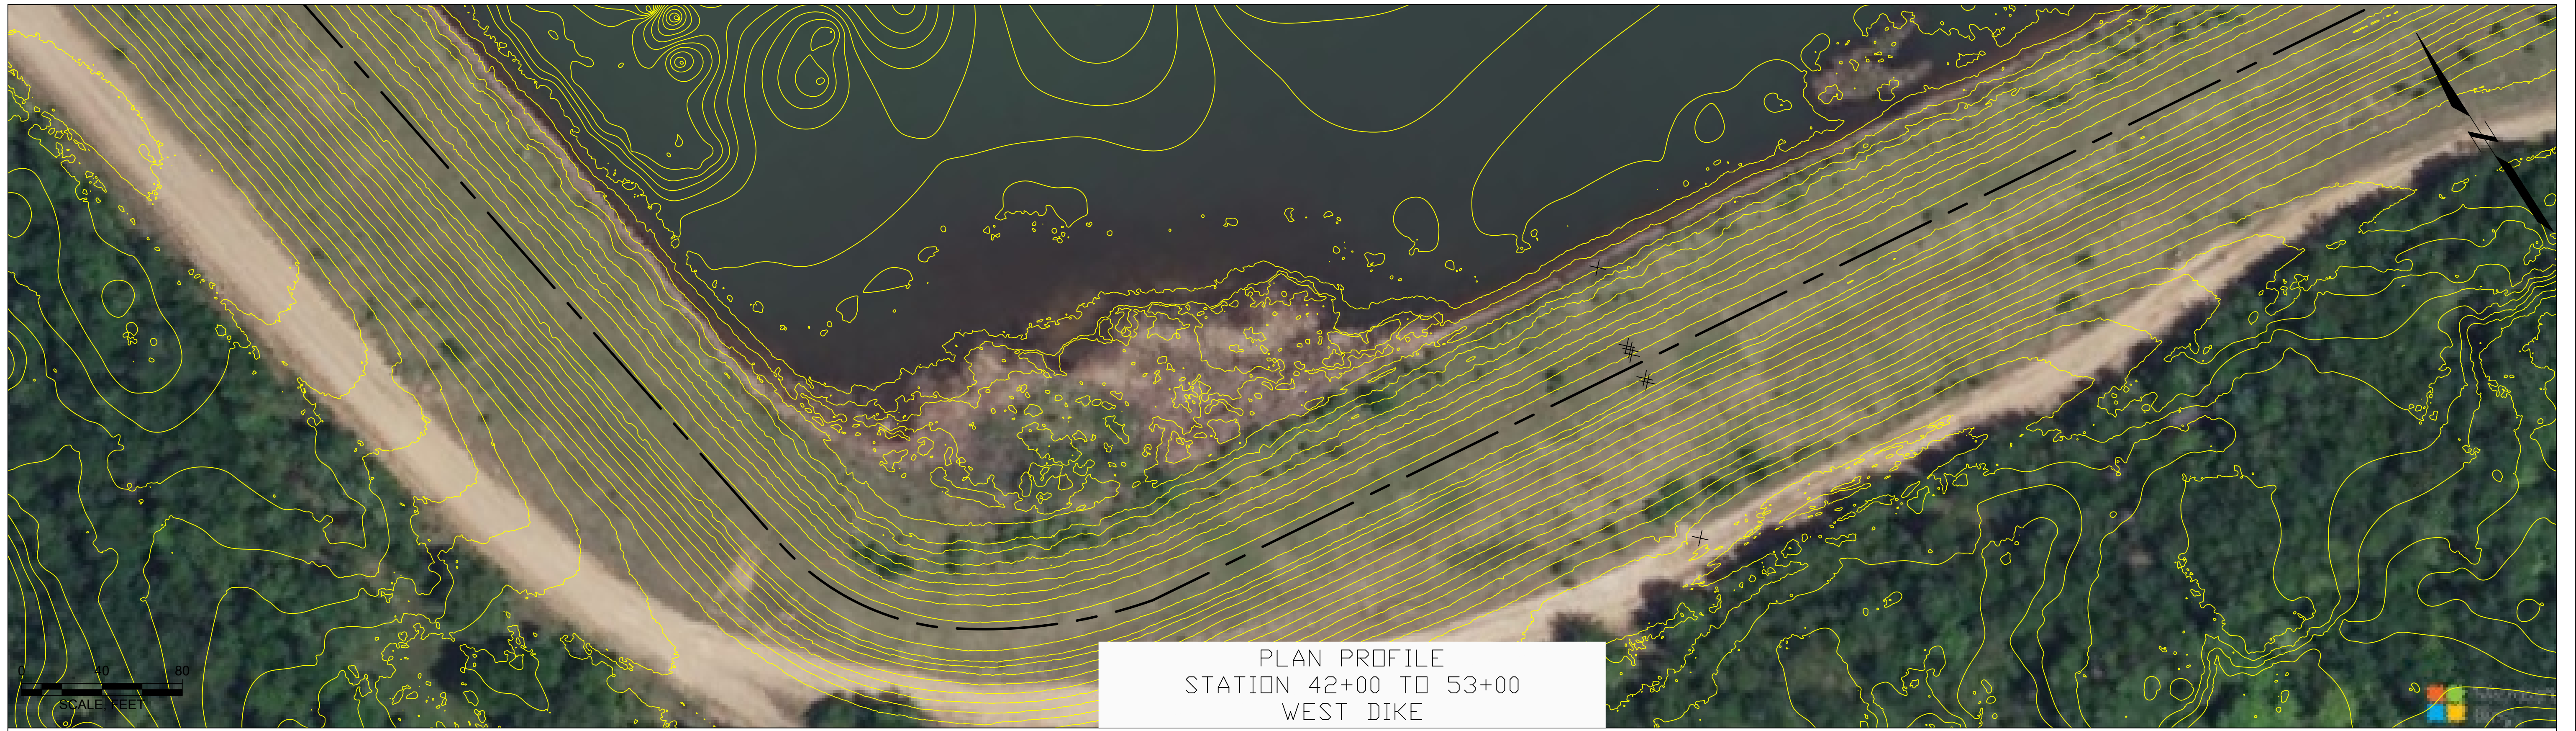 0 40 80
SCALE, FEET
PLAN PROFILE
STATION 42+00 TO 53+00
WEST DIKE